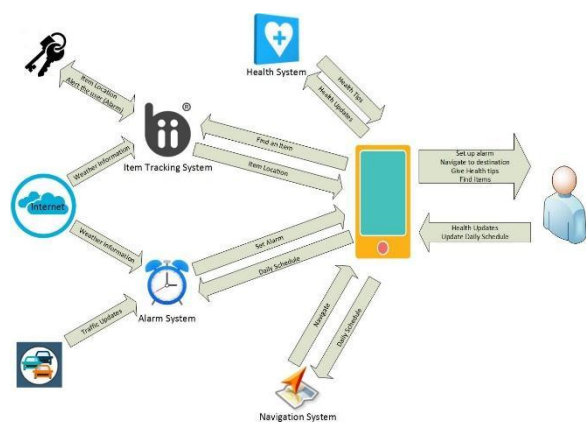 Health System
Item Location
Alert the user (Alarm)
Health Tips
Health Updates
bii®
Find an Item
Item Location
Weather Information
Item Tracking System
Set up alarm
Navigate to destination
Give Health tips
Find Items
Internet
Health Updates
Update Daily Schedule
Weather Information
Set Alarm
Daily Schedule
Alarm System
Traffic Updates
Navigate
Daily Schedule
Navigation System